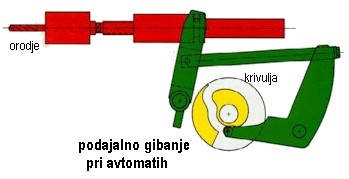 orodje
krivulja
podajalno gibanje
pri avtomatih